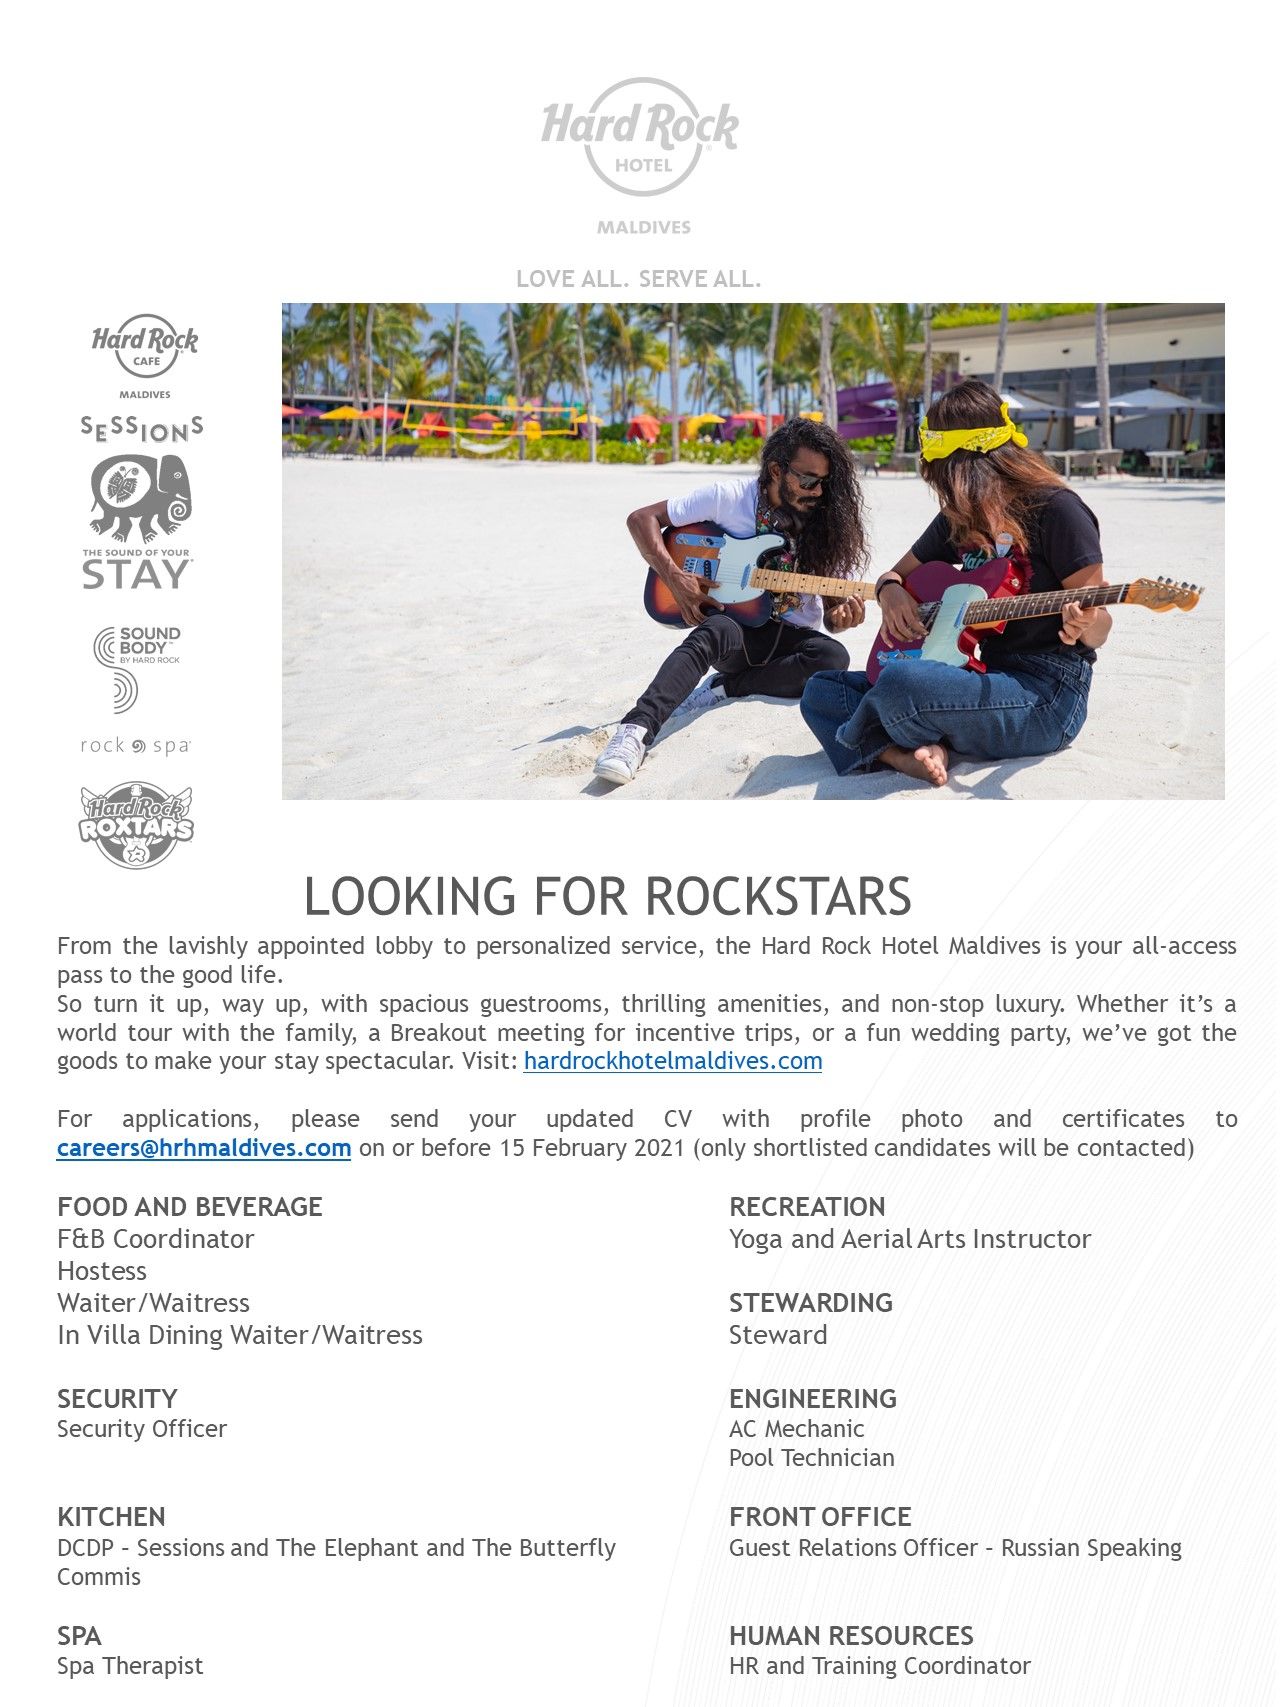 Hard Rock
HOTEL
MALDIVES
LOVE ALL. SERVE ALL.
Hard Rock
CAFE
MALDIVES
SESSIONS
THE SOUND OF YOUR
STAY
SOUND
BODY™
BY HARD ROCK
rock spa
Hard Rock
ROXTARS
LOOKING FOR ROCKSTARS
From the lavishly appointed lobby to personalized service, the Hard Rock Hotel Maldives is your all-access
pass to the good life.
So turn it up, way up, with spacious guestrooms, thrilling amenities, and non-stop luxury. Whether it’s a
world tour with the family, a Breakout meeting for incentive trips, or a fun wedding party, we’ve got the
goods to make your stay spectacular. Visit: hardrockhotelmaldives.com
For applications, please send your updated CV with profile photo and certificates to
careers@hrhmaldives.com on or before 15 February 2021 (only shortlisted candidates will be contacted)
FOOD AND BEVERAGE
F&B Coordinator
Hostess
Waiter/Waitress
In Villa Dining Waiter/Waitress
SECURITY
Security Officer
KITCHEN
DCDP – Sessions and The Elephant and The Butterfly
Commis
SPA
Spa Therapist
RECREATION
Yoga and Aerial Arts Instructor
STEWARDING
Steward
ENGINEERING
AC Mechanic
Pool Technician
FRONT OFFICE
Guest Relations Officer – Russian Speaking
HUMAN RESOURCES
HR and Training Coordinator